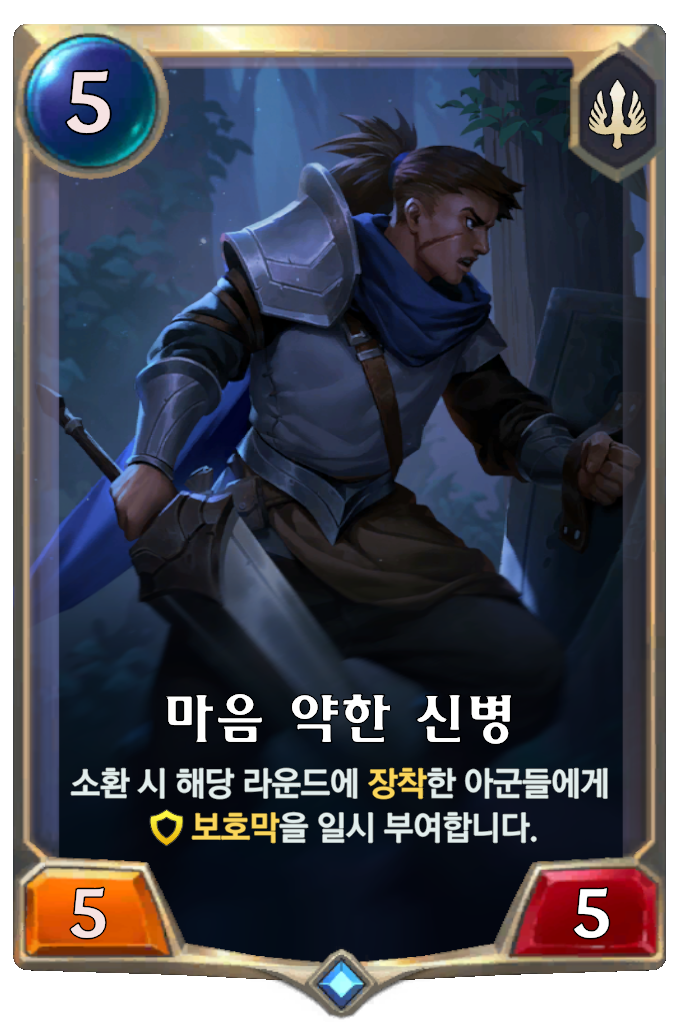 5
마음 약한 신병
소환 시 해당 라운드에 장착한 아군들에게
보호막을 일시 부여합니다.
5 5